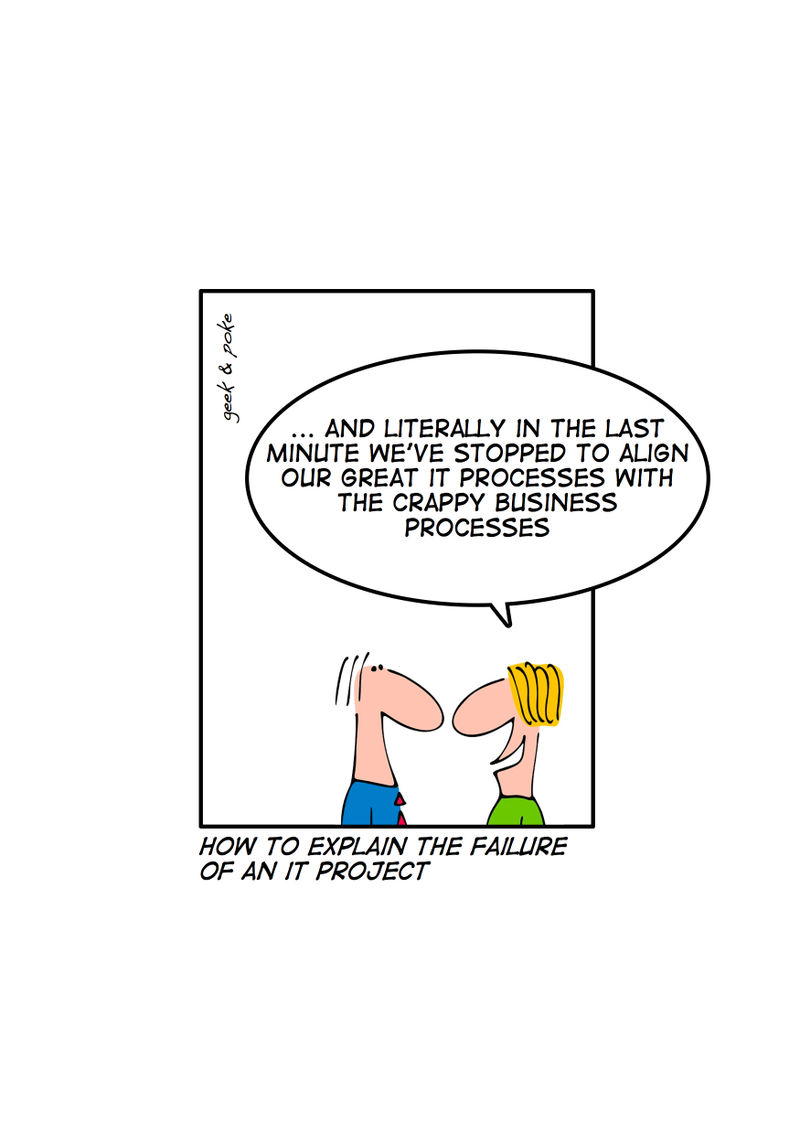 geek & poke
... AND LITERALLY IN THE LAST
MINUTE WE'VE STOPPED TO ALIGN
OUR GREAT IT PROCESSES WITH
THE CRAPPY BUSINESS
PROCESSES
HOW TO EXPLAIN THE FAILURE
OF AN IT PROJECT